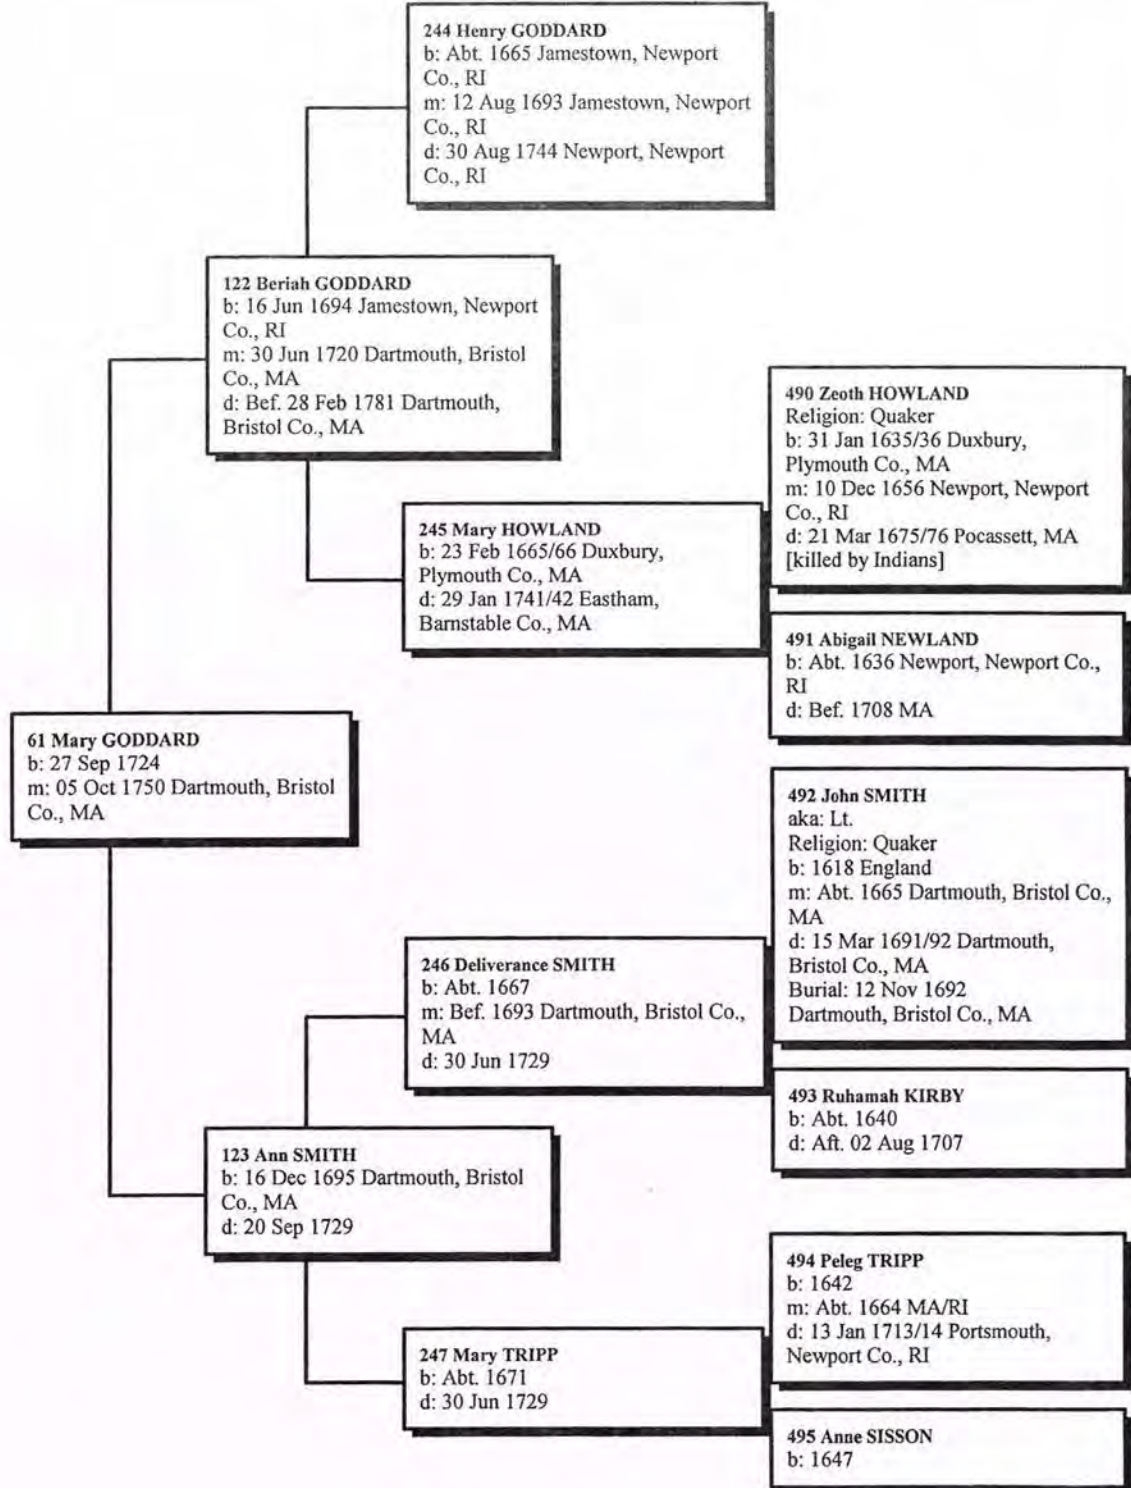 244 Henry GODDARD
b: Abt. 1665 Jamestown, Newport
Co., RI
m: 12 Aug 1693 Jamestown, Newport
Co., RI
d: 30 Aug 1744 Newport, Newport
Co., RI
122 Beriah GODDARD
b: 16 Jun 1694 Jamestown, Newport
Co., RI
m: 30 Jun 1720 Dartmouth, Bristol
Co., MA
d: Bef. 28 Feb 1781 Dartmouth,
Bristol Co., MA
490 Zeoth HOWLAND
Religion: Quaker
b: 31 Jan 1635/36 Duxbury,
Plymouth Co., MA
m: 10 Dec 1656 Newport, Newport
Co., RI
d: 21 Mar 1675/76 Pocassett, MA
[killed by Indians]
245 Mary HOWLAND
b: 23 Feb 1665/66 Duxbury,
Plymouth Co., MA
d: 29 Jan 1741/42 Eastham,
Barnstable Co., MA
491 Abigail NEWLAND
b: Abt. 1636 Newport, Newport Co.,
RI
d: Bef. 1708 MA
61 Mary GODDARD
b: 27 Sep 1724
m: 05 Oct 1750 Dartmouth, Bristol
Co., MA
492 John SMITH
aka: Lt.
Religion: Quaker
b: 1618 England
m: Abt. 1665 Dartmouth, Bristol Co.,
MA
d: 15 Mar 1691/92 Dartmouth,
Bristol Co., MA
Burial: 12 Nov 1692
Dartmouth, Bristol Co., MA
246 Deliverance SMITH
b: Abt. 1667
m: Bef. 1693 Dartmouth, Bristol Co.,
MA
d: 30 Jun 1729
493 Ruhamah KIRBY
b: Abt. 1640
d: Aft. 02 Aug 1707
123 Ann SMITH
b: 16 Dec 1695 Dartmouth, Bristol
Co., MA
d: 20 Sep 1729
494 Peleg TRIPP
b: 1642
m: Abt. 1664 MA/RI
d: 13 Jan 1713/14 Portsmouth,
Newport Co., RI
247 Mary TRIPP
b: Abt. 1671
d: 30 Jun 1729
495 Anne SISSON
b: 1647